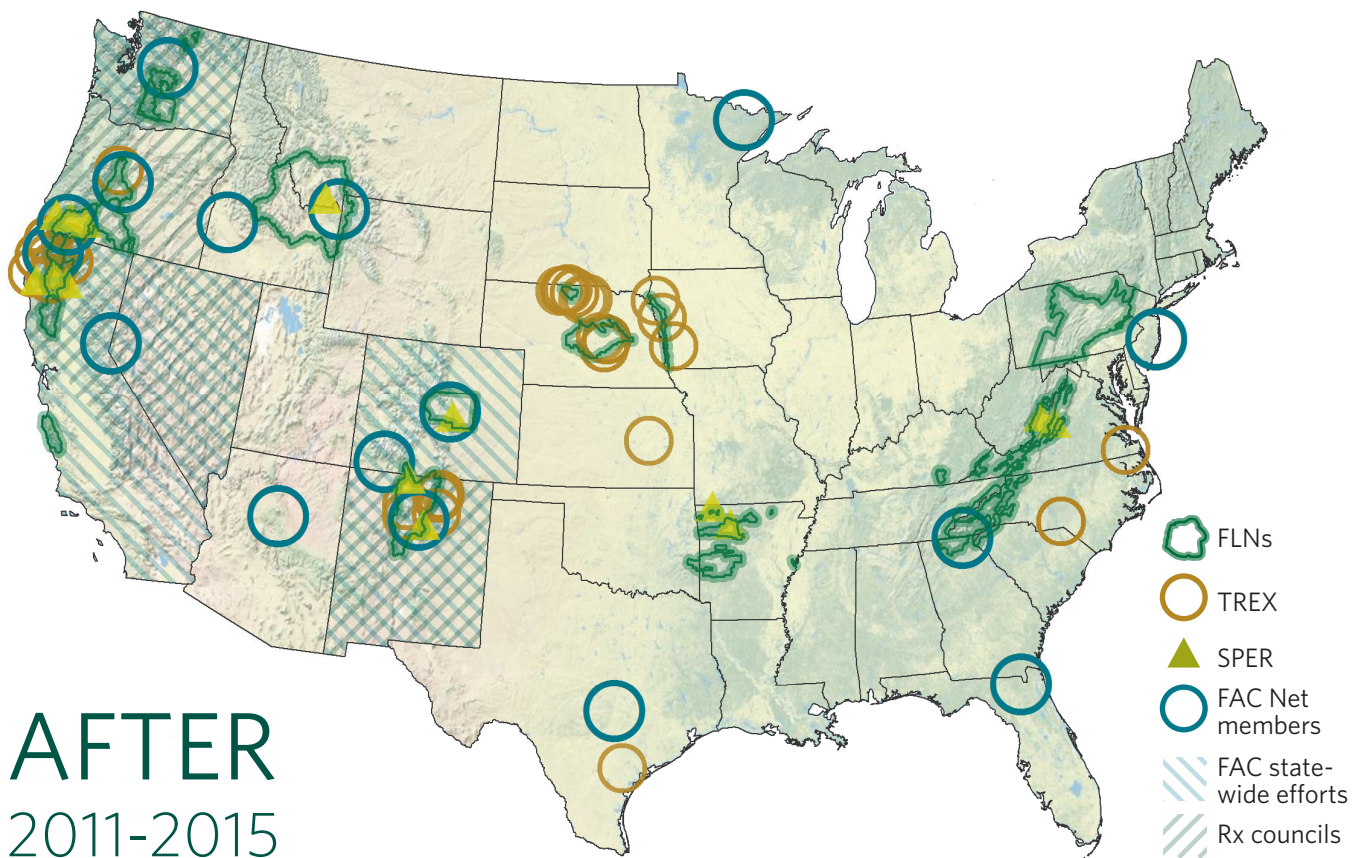 FLNs
TREX
SPER
FAC Net
members
FAC state-
wide efforts
Rx councils
AFTER
2011-2015